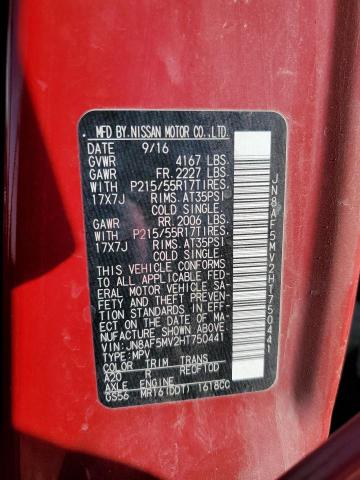 MFD.BY.NISSAN MOTOR CO.,LTD.
DATE 9/16
GVWR 4167 LBS.
GAWR FR. 2227 LBS.
WITH P215/55R17TIRES.
17X7J RIMS.AT35PSI
COLD SINGLE.
GAWR RR. 2006 LBS.
WITH P215/55R17TIRES.
17X7J RIMS.AT35PSI
COLD SINGLE.
THIS VEHICLE CONFORMS
TO ALL APPLICABLE FED-
ERAL MOTOR VEHICLE SA-
FETY AND THEFT PREVEN-
TION STANDARDS IN EFF-
ECT ON THE DATE OF MA-
NUFACTURE SHOWN ABOVE.
VIN: JN8AF5MV2HT750441
TYPE:MPV
COLOR TRIM TRANS
A20 R RE0F10D
AXLE ENGINE
GS56 MR16(DDT) 1618CC
JN8AF5MV2HT750441